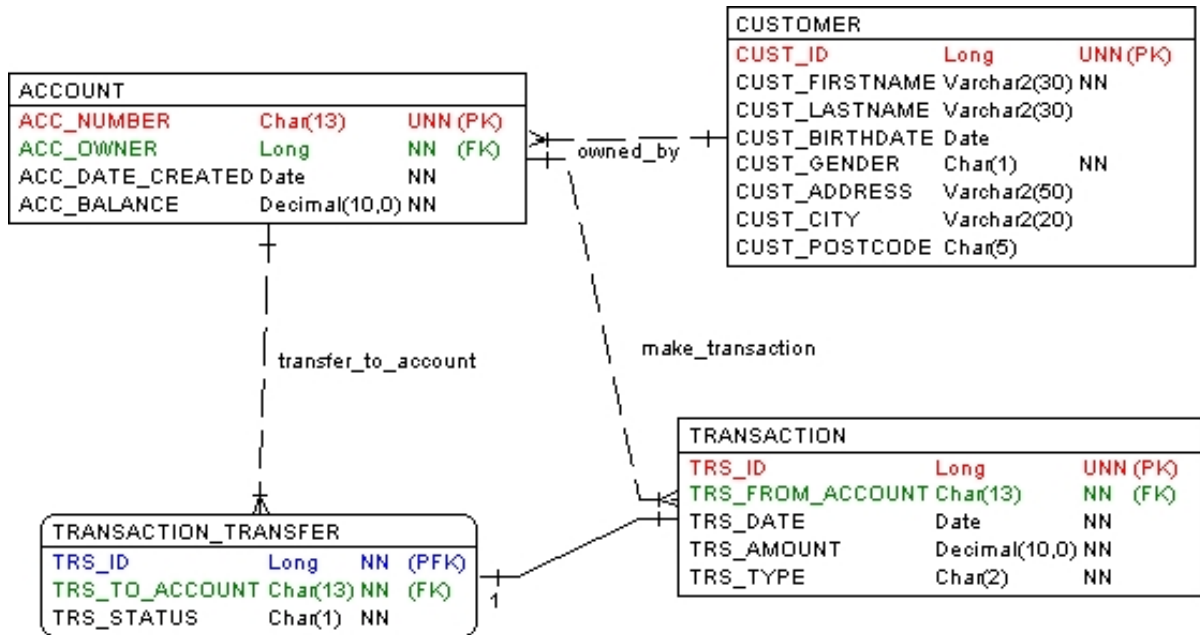 CUSTOMER
CUST_ID Long UNN (PK)
CUST_FIRSTNAME Varchar2(30) NN
CUST_LASTNAME Varchar2(30)
CUST_BIRTHDATE Date
CUST_GENDER Char(1) NN
CUST_ADDRESS Varchar2(50)
CUST_CITY Varchar2(20)
CUST_POSTCODE Char(5)
ACCOUNT
ACC_NUMBER Char(13) UNN (PK)
ACC_OWNER Long NN (FK)
ACC_DATE_CREATED Date NN
ACC_BALANCE Decimal(10,0) NN
owned_by
transfer_to_account
make_transaction
TRANSACTION
TRS_ID Long UNN (PK)
TRS_FROM_ACCOUNT Char(13) NN (FK)
TRS_DATE Date NN
TRS_AMOUNT Decimal(10,0) NN
TRS_TYPE Char(2) NN
TRANSACTION_TRANSFER
TRS_ID Long NN (PFK)
TRS_TO_ACCOUNT Char(13) NN (FK)
TRS_STATUS Char(1) NN
1